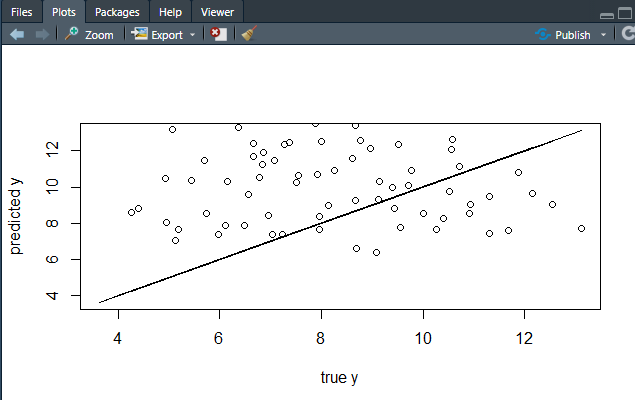 Files Plots Packages Help Viewer
Zoom Export Publish
predicted y
12
10
8
6
4
4 6 8 10 12
true y